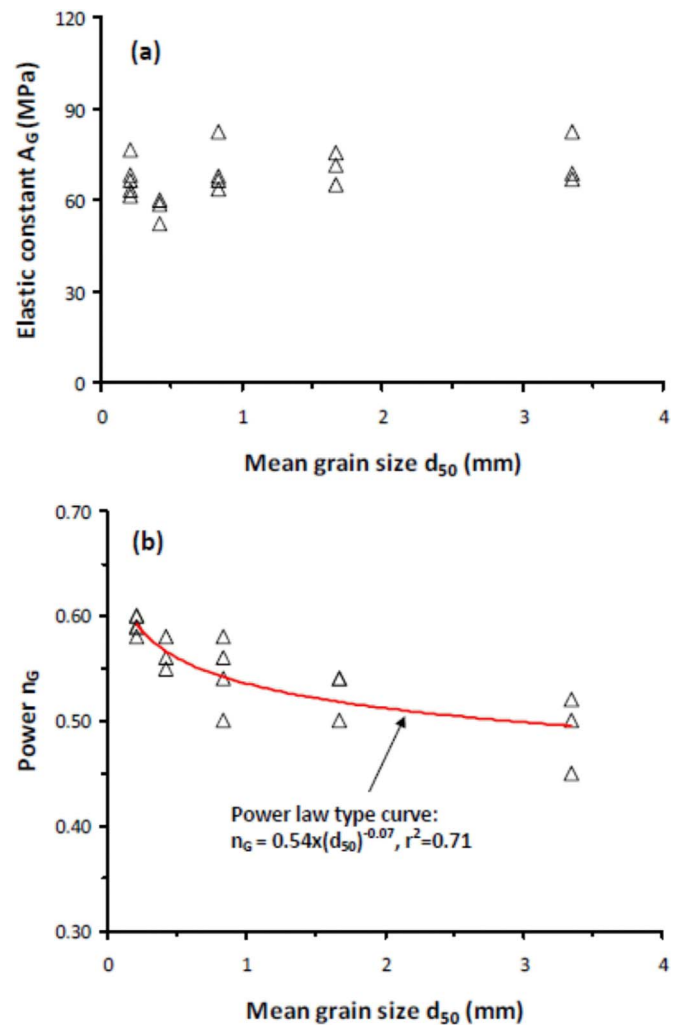 120
(a)
90
60
30
0
Elastic constant A_G (MPa)
0 1 2 3 4
Mean grain size d₅₀ (mm)
0.70
(b)
0.60
0.50
0.40
0.30
Power n_G
Power law type curve:
n_G = 0.54x(d₅₀)⁻⁰·⁰⁷, r²=0.71
0 1 2 3 4
Mean grain size d₅₀ (mm)